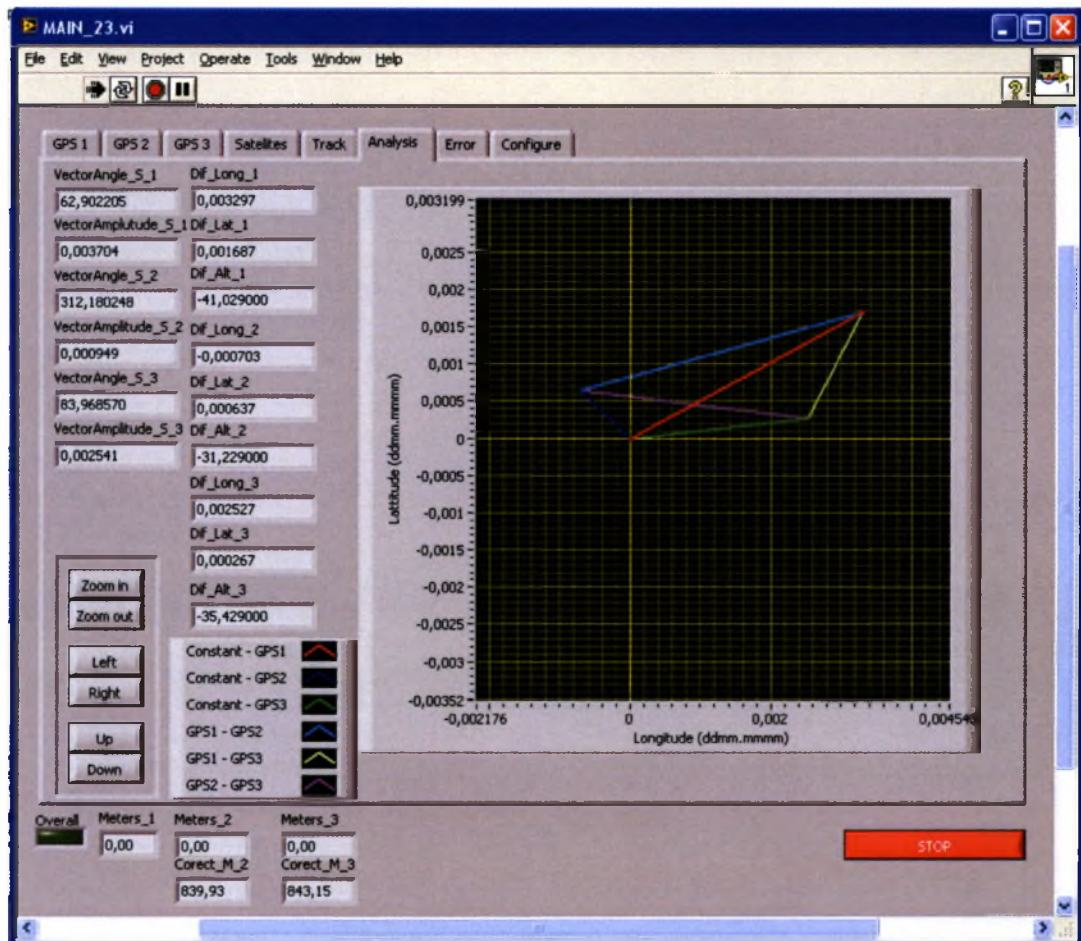 MAIN_23.vi
File Edit View Project Operate Tools Window Help
1
GPS 1 GPS 2 GPS 3 Satelites Track Analysis Error Configure
VectorAngle_S_1 Dif_Long_1
62,902205 0,003297
VectorAmplutude_S_1 Dif_Lat_1
0,003704 0,001687
VectorAngle_S_2 Dif_Alt_1
312,180248 -41,029000
VectorAmplitude_S_2 Dif_Long_2
0,000949 -0,000703
VectorAngle_S_3 Dif_Lat_2
83,968570 0,000637
VectorAmplitude_S_3 Dif_Alt_2
0,002541 -31,229000
Dif_Long_3
0,002527
Dif_Lat_3
0,000267
Dif_Alt_3
-35,429000
Zoom in
Zoom out
Left
Right
Up
Down
Constant - GPS1
Constant - GPS2
Constant - GPS3
GPS1 - GPS2
GPS1 - GPS3
GPS2 - GPS3
Lattitude (ddmm.mmmm)
0,003199
0,0025
0,002
0,0015
0,001
0,0005
0
-0,0005
-0,001
-0,0015
-0,002
-0,0025
-0,003
-0,00352
-0,002176 0 0,002 0,004543
Longitude (ddmm.mmmm)
Overall Meters_1 Meters_2 Meters_3
0,00 0,00 0,00
Corect_M_2 Corect_M_3
839,93 843,15
STOP